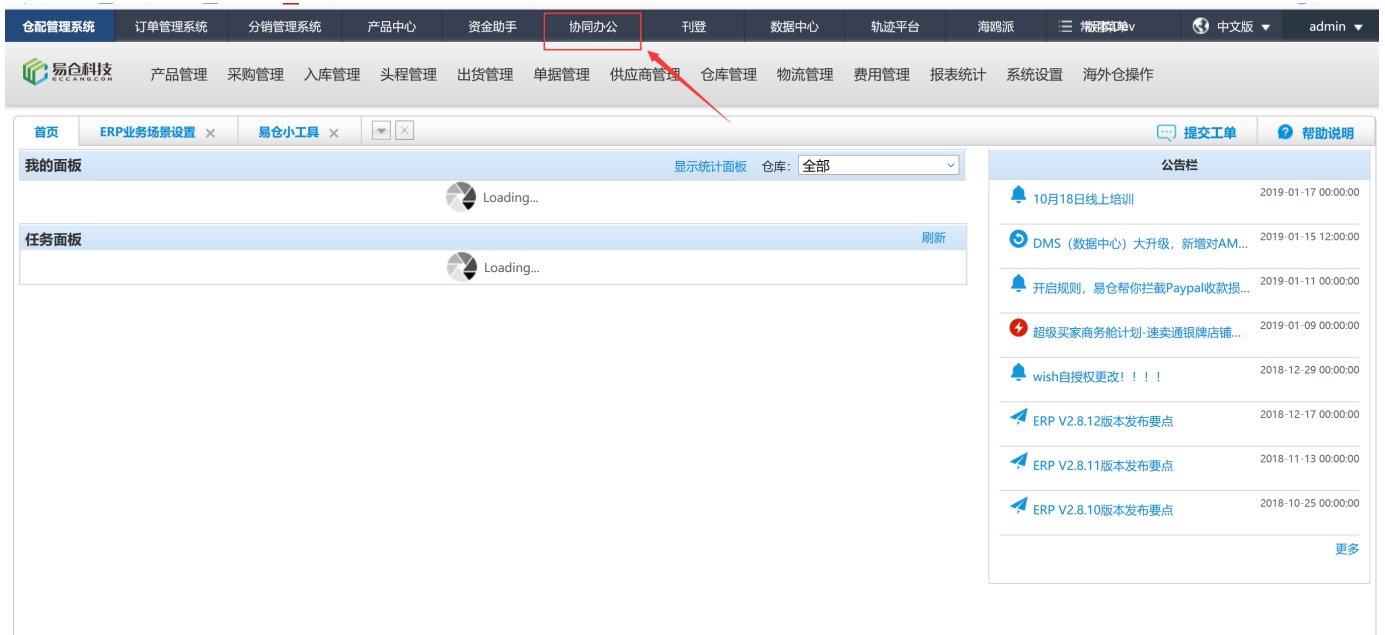 仓配管理系统 订单管理系统 分销管理系统 产品中心 资金助手 协同办公 刊登 数据中心 轨迹平台 海鸥派 中文版 admin
易仓科技 产品管理 采购管理 入库管理 头程管理 出货管理 单据管理 供应商管理 仓库管理 物流管理 费用管理 报表统计 系统设置 海外仓操作
ECCANG.COM
首页 ERP业务场景设置 易仓小工具 提交工单 帮助说明
我的面板 显示统计面板 仓库: 全部
Loading...
任务面板 刷新
Loading...
公告栏
10月18日线上培训 2019-01-17 00:00:00
DMS（数据中心）大升级，新增对AM... 2019-01-15 12:00:00
开启规则，易仓帮你拦截Paypal收款损... 2019-01-11 00:00:00
超级买家商务舱计划-速卖通银牌店铺... 2019-01-09 00:00:00
wish自授权更改！！！！ 2018-12-29 00:00:00
ERP V2.8.12版本发布要点 2018-12-17 00:00:00
ERP V2.8.11版本发布要点 2018-11-13 00:00:00
ERP V2.8.10版本发布要点 2018-10-25 00:00:00
更多